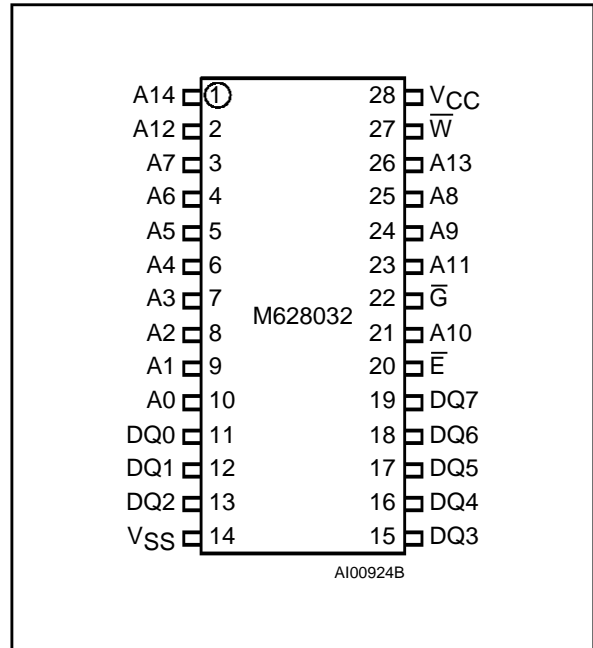 A14 1 28 VCC
A12 2 27 W̅
A7 3 26 A13
A6 4 25 A8
A5 5 24 A9
A4 6 23 A11
A3 7 22 G̅
M628032
A2 8 21 A10
A1 9 20 E̅
A0 10 19 DQ7
DQ0 11 18 DQ6
DQ1 12 17 DQ5
DQ2 13 16 DQ4
VSS 14 15 DQ3
AI00924B